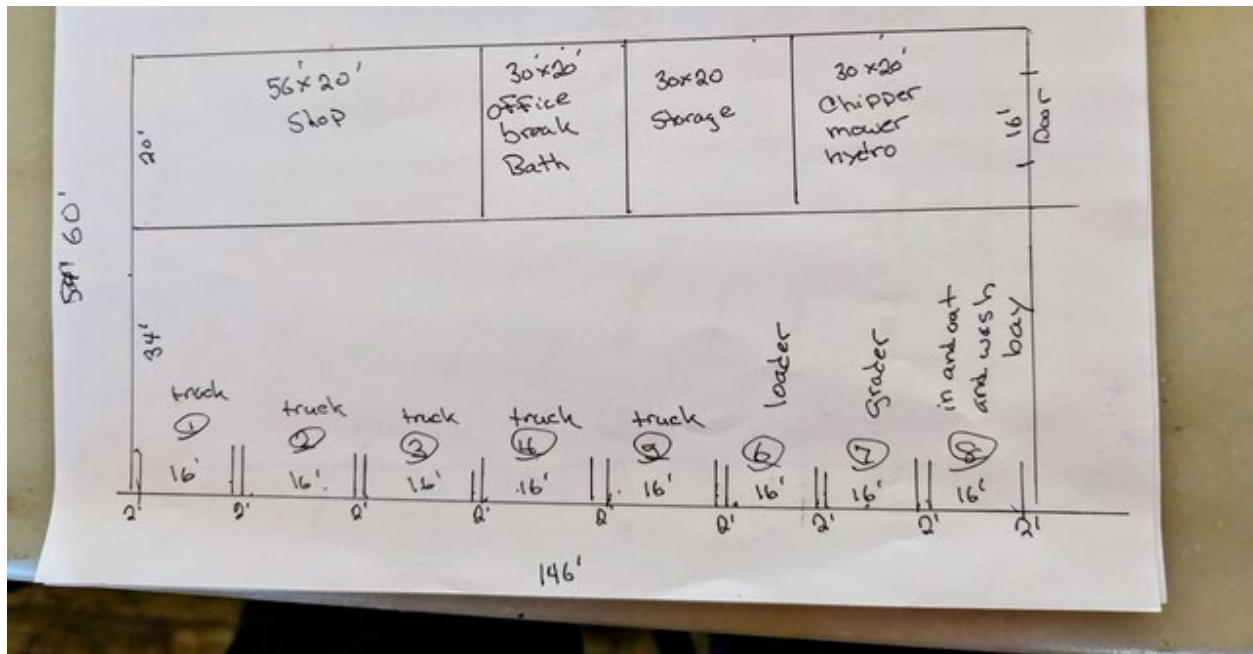 56'x20'
Shop
30'x20'
Office
break
Bath
30x20
Storage
30x20'
Chipper
mower
hydro
16'
Door
20'
60'
34'
truck
1
16'
truck
2
16'
truck
3
16'
truck
4
16'
truck
16'
loader
6
16'
grader
7
16'
in and out
and wash
bay
8
16'
2'
2'
2'
2'
2'
2'
2'
2'
2'
146'